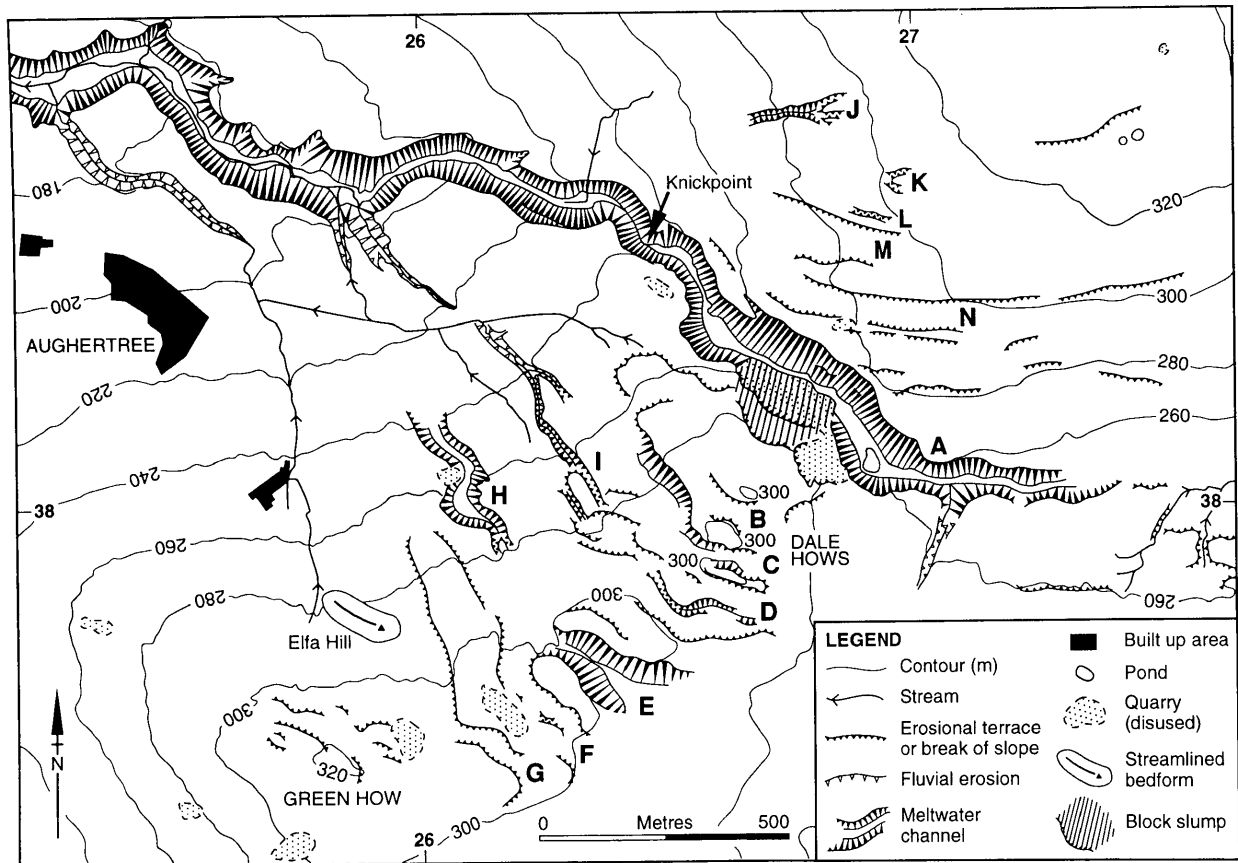 26
27
J
K
L
M
N
320
300
280
260
Knickpoint
180
200
220
240
260
280
300
AUGHERTREE
38
A
I
H
300
B
300
DALE
HOWS
38
C
300
D
260
300
Elfa Hill
E
F
G
300
320
GREEN HOW
N
26
300
0 Metres 500
LEGEND
Contour (m)
Stream
Erosional terrace
or break of slope
Fluvial erosion
Meltwater
channel
Built up area
Pond
Quarry
(disused)
Streamlined
bedform
Block slump